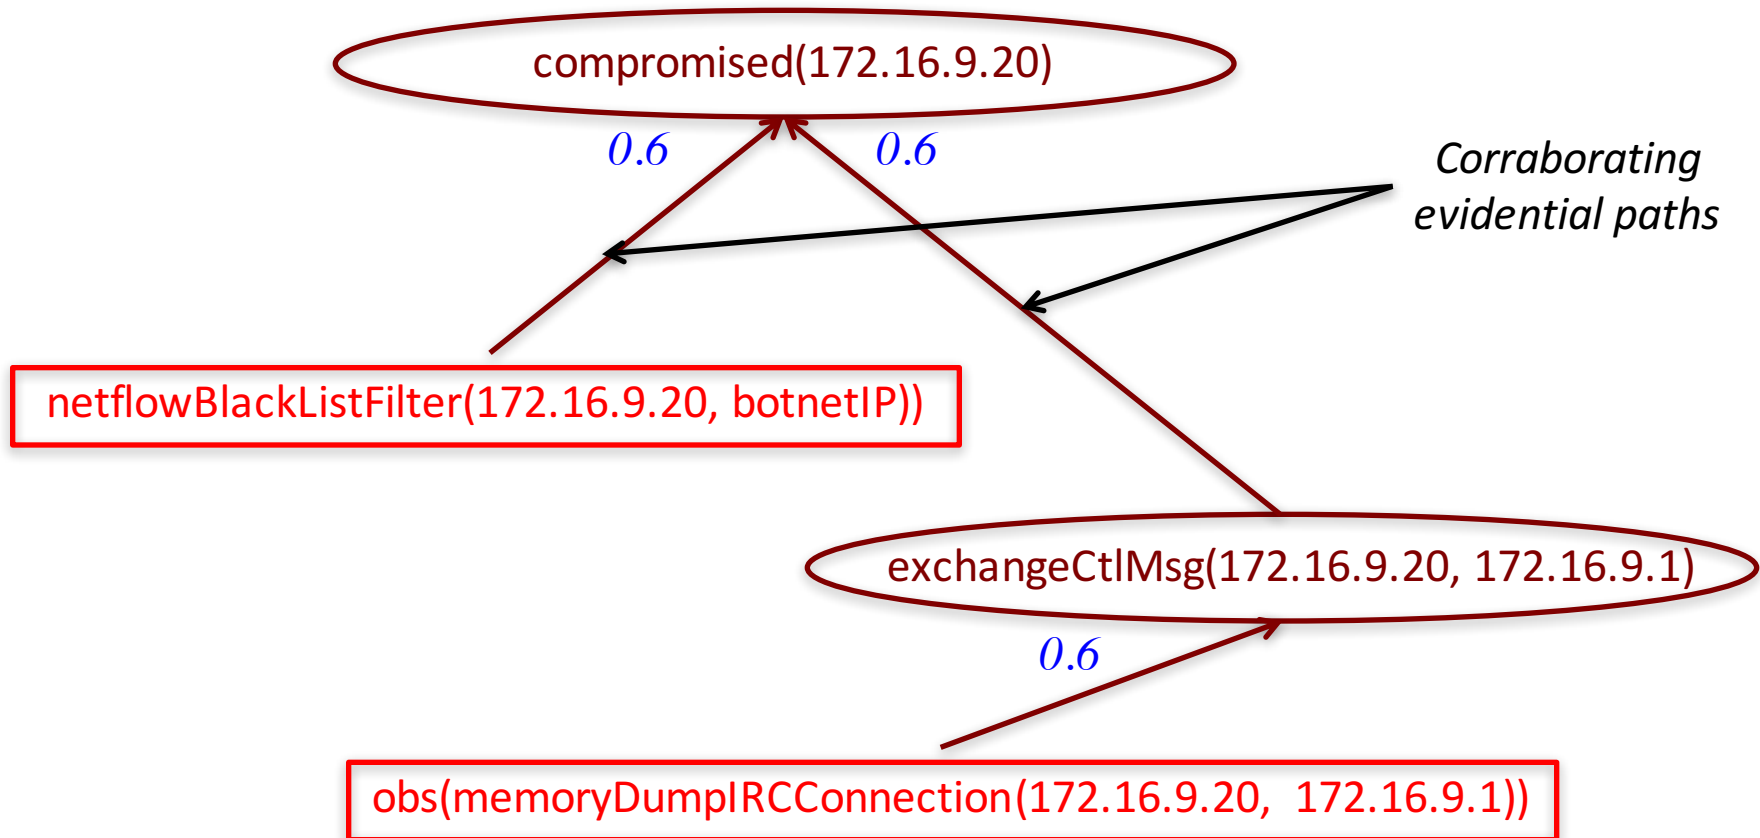 compromised(172.16.9.20)
0.6
0.6
Corraborating
evidential paths
netflowBlackListFilter(172.16.9.20, botnetIP))
exchangeCtlMsg(172.16.9.20, 172.16.9.1)
0.6
obs(memoryDumpIRCConnection(172.16.9.20, 172.16.9.1))